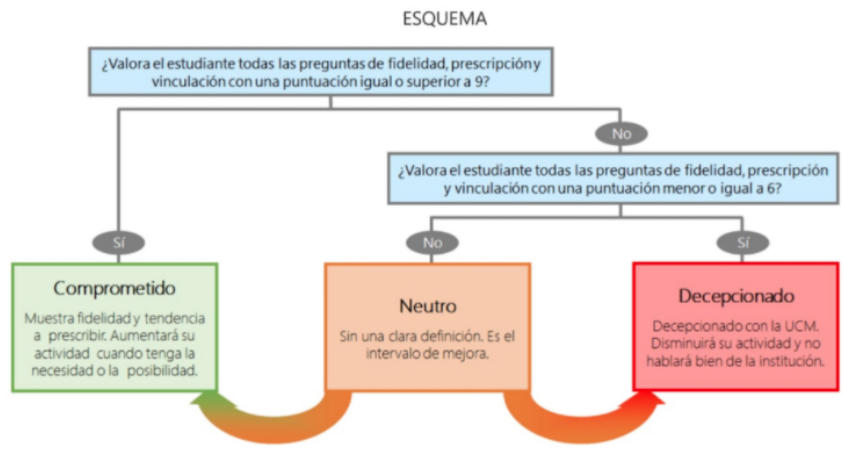 ESQUEMA
¿Valora el estudiante todas las preguntas de fidelidad, prescripción y
vinculación con una puntuación igual o superior a 9?
No
¿Valora el estudiante todas las preguntas de fidelidad, prescripción
y vinculación con una puntuación menor o igual a 6?
Sí
No
Sí
Comprometido
Muestra fidelidad y tendencia
a prescribir. Aumentará su
actividad cuando tenga la
necesidad o la posibilidad.
Neutro
Sin una clara definición. Es el
intervalo de mejora.
Decepcionado
Decepcionado con la UCM.
Disminuirá su actividad y no
hablará bien de la institución.